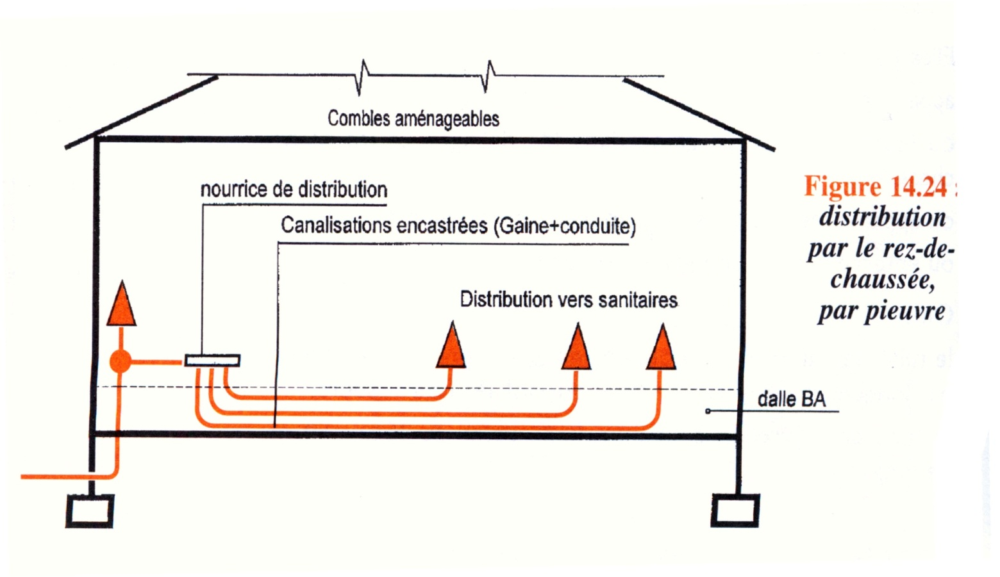 Combles aménageables
nourrice de distribution
Canalisations encastrées (Gaine+conduite)
Distribution vers sanitaires
dalle BA
Figure 14.24 :
distribution
par le rez-de-
chaussée,
par pieuvre